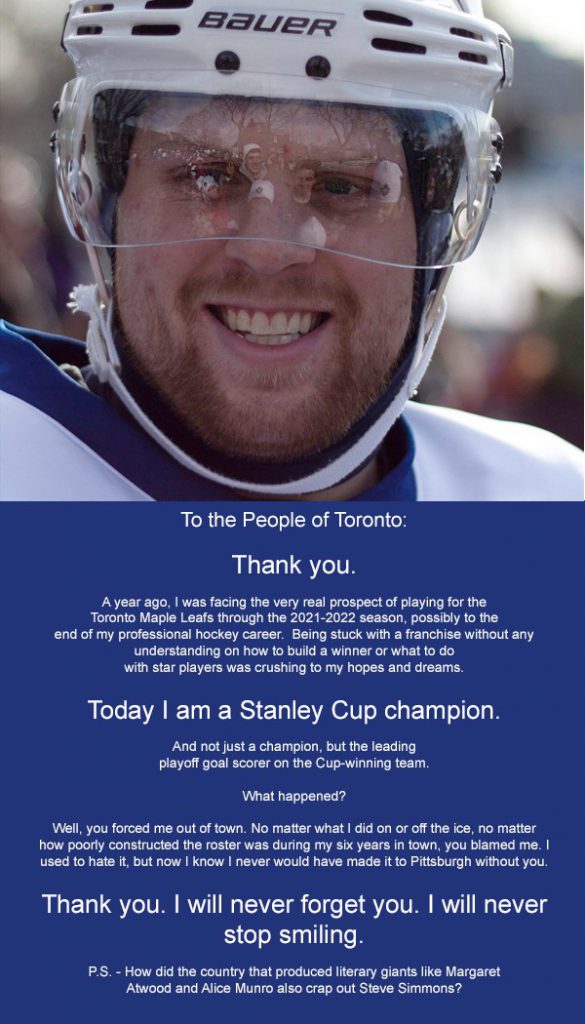 BAUER
To the People of Toronto:
Thank you.
A year ago, I was facing the very real prospect of playing for the
Toronto Maple Leafs through the 2021-2022 season, possibly to the
end of my professional hockey career.  Being stuck with a franchise without any
understanding on how to build a winner or what to do
with star players was crushing to my hopes and dreams.
Today I am a Stanley Cup champion.
And not just a champion, but the leading
playoff goal scorer on the Cup-winning team.
What happened?
Well, you forced me out of town. No matter what I did on or off the ice, no matter
how poorly constructed the roster was during my six years in town, you blamed me. I
used to hate it, but now I know I never would have made it to Pittsburgh without you.
Thank you. I will never forget you. I will never
stop smiling.
P.S. - How did the country that produced literary giants like Margaret
Atwood and Alice Munro also crap out Steve Simmons?